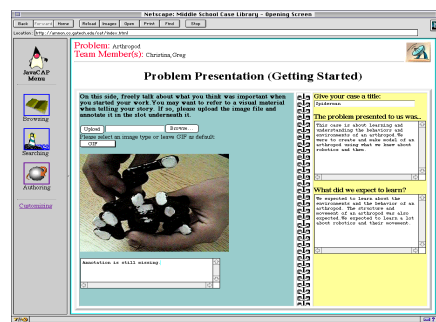 Netscape: Middle School Case Library - Opening Screen
Back Forward Home Reload Images Open Print Find Stop
Location: http://ammon.cc.gatech.edu/cst/index.html
Problem: Arthropod
Team Member(s): Christina,Greg
JavaCAP
Menu
Browsing
Searching
Authoring
Customizing
Problem Presentation (Getting Started)
On this side, freely talk about what you think was important when
you started your work. You may want to refer to a visual material
when telling your story. If so, please upload the image file and
annotate it in the slot underneath it.
Upload Browse...
Please select an image type or leave GIF as default
GIF
Annotation is still missing.
Give your case a title:
Spiderman
The problem presented to us was..
This case is about learning and
understanding the behaviors and
environments of an arthropod.We
were to create and make model of an
arthropod using what we know about
robotics and them.
What did we expect to learn?
We expected to learn about the
environments and the behavior of an
arthropod. The structure and
movement of an arthropod was also
expected.We expected to learn a lot
about robotics and their movement.